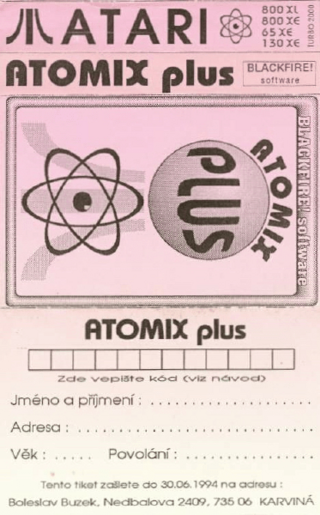 ATARI
800 XL
800 XE
65 XE
130 XE
TURBO 2000
ATOMIX plus
BLACKFIRE!
software
ATOMIX
PLUS
BLACKFIRE! software
ATOMIX plus
Zde vepište kód (viz návod)
Jméno a příjmení :
Adresa :
Věk : Povolání :
Tento tiket zašlete do 30.06.1994 na adresu :
Boleslav Buzek, Nedbalova 2409, 735 06 KARVINÁ